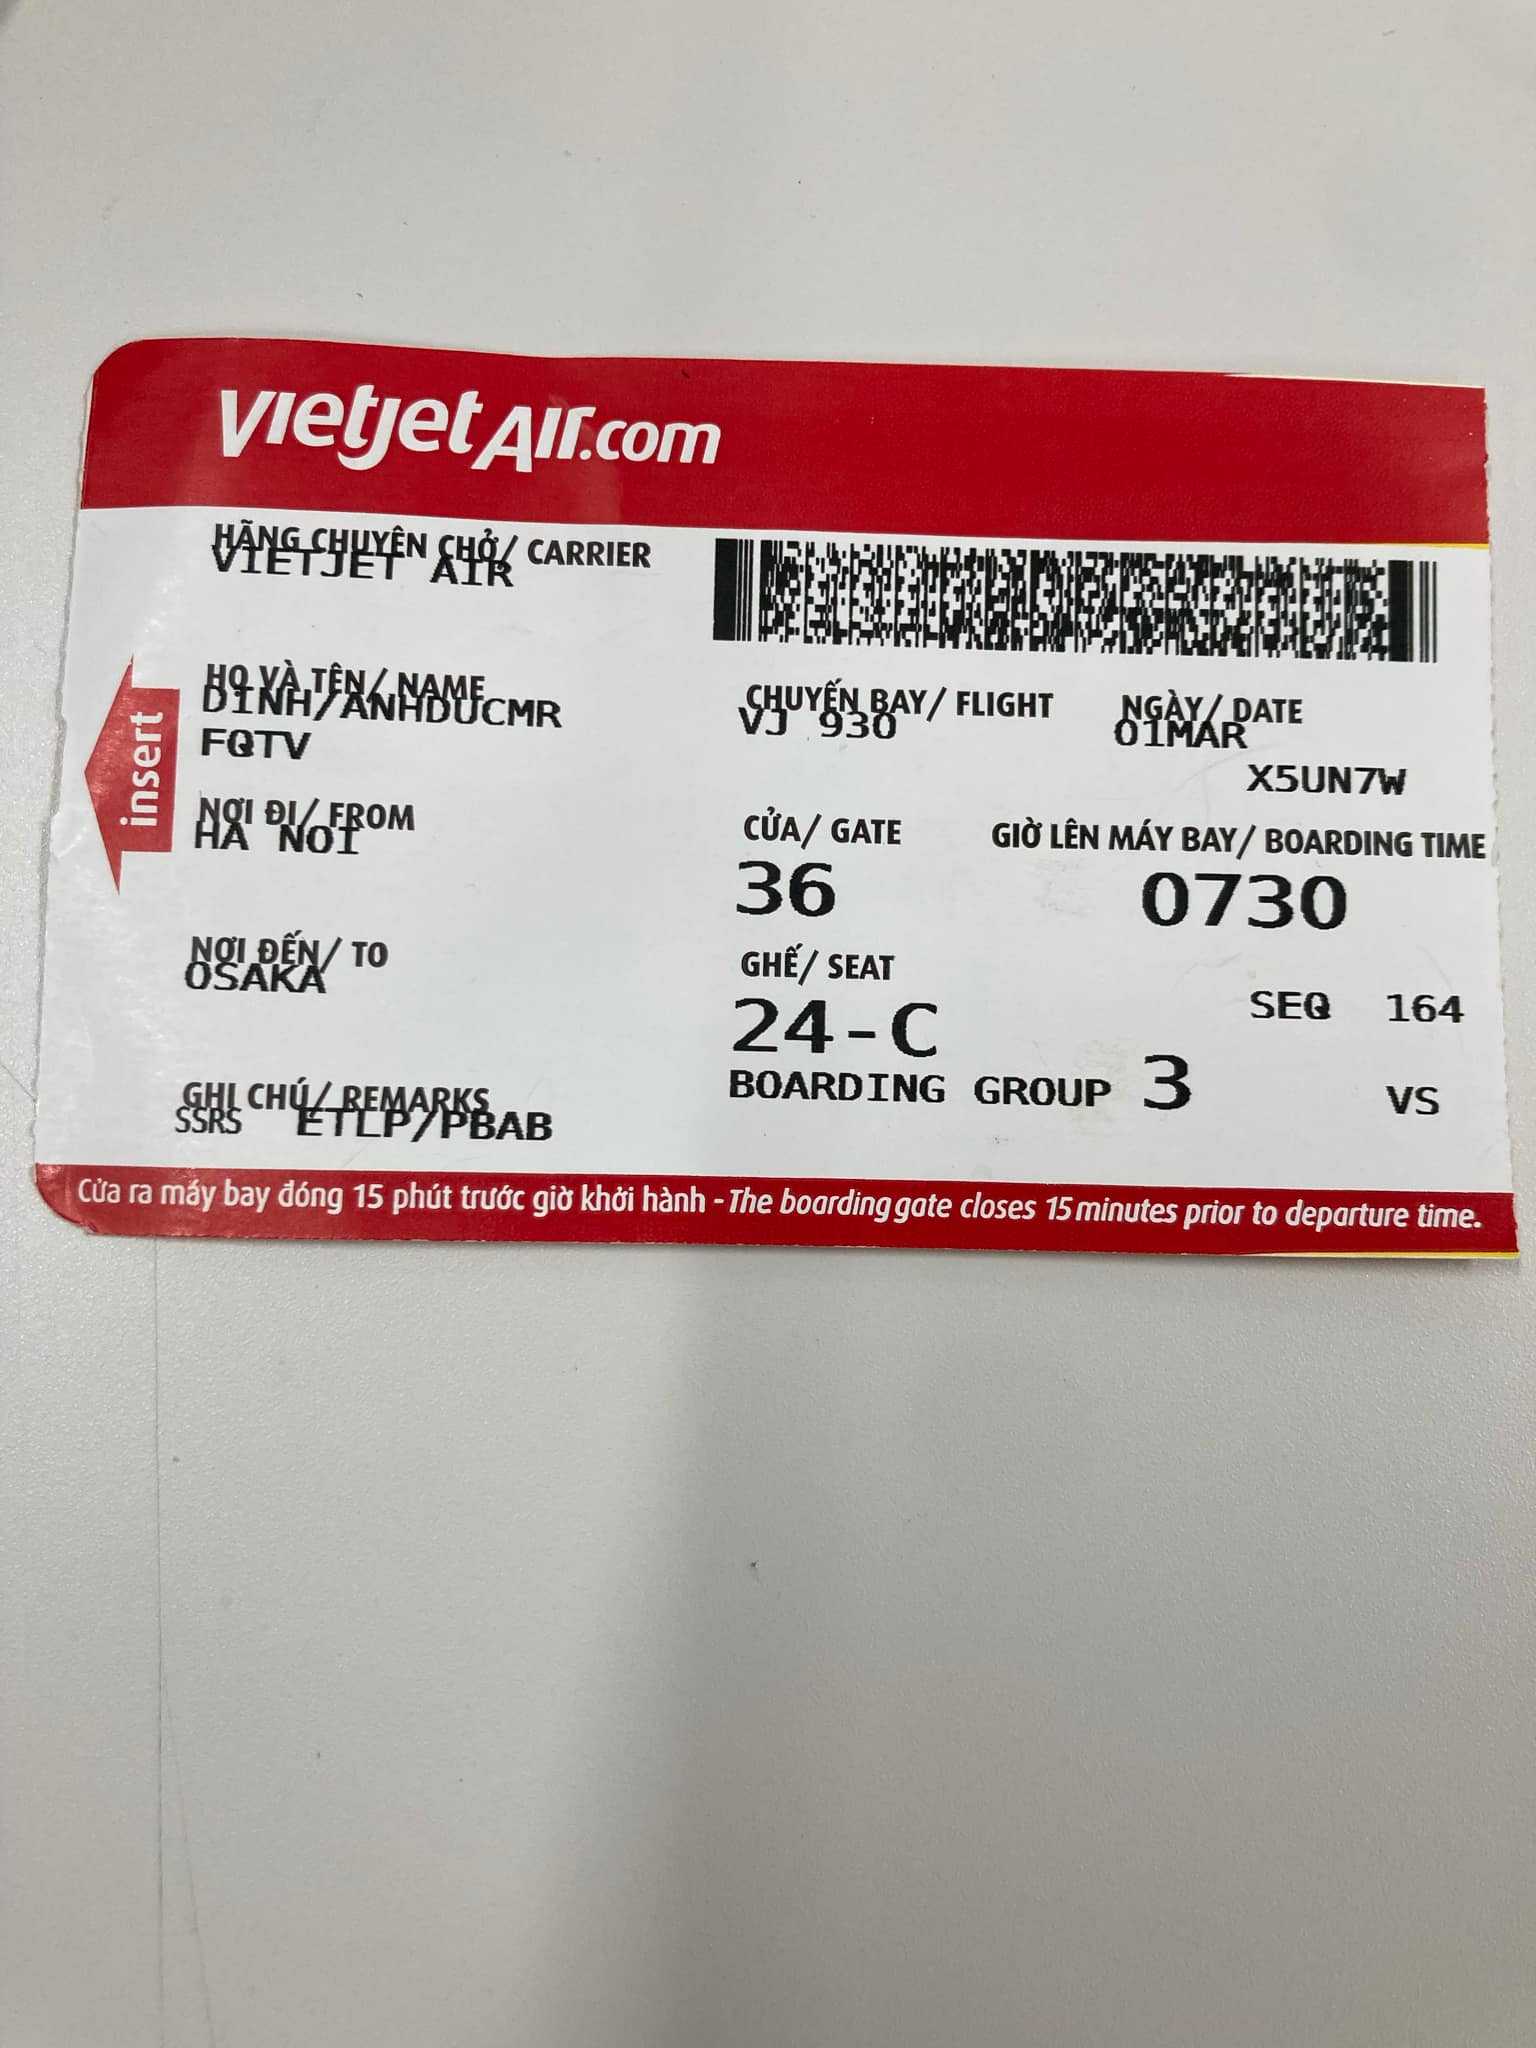 vietjetAir.com
HÃNG CHUYÊN CHỞ/ CARRIER
VIETJET AIR
HỌ VÀ TÊN/ NAME
DINH/ANHDUCMR
FQTV
CHUYẾN BAY/ FLIGHT
VJ 930
NGÀY/ DATE
01MAR
X5UN7W
insert
NƠI ĐI/ FROM
HA NOI
CỬA/ GATE
36
GIỜ LÊN MÁY BAY/ BOARDING TIME
0730
NƠI ĐẾN/ TO
OSAKA
GHẾ/ SEAT
24-C
SEQ 164
BOARDING GROUP 3
VS
GHI CHÚ/ REMARKS
SSRS ETLP/PBAB
Cửa ra máy bay đóng 15 phút trước giờ khởi hành - The boarding gate closes 15 minutes prior to departure time.